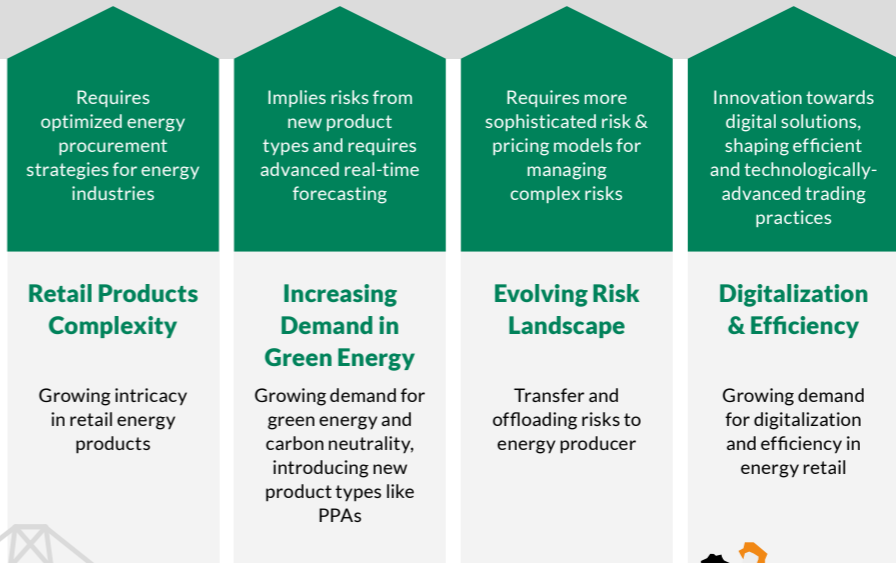 Requires
optimized energy
procurement
strategies for energy
industries
Implies risks from
new product
types and requires
advanced real-time
forecasting
Requires more
sophisticated risk &
pricing models for
managing
complex risks
Innovation towards
digital solutions,
shaping efficient
and technologically-
advanced trading
practices
Retail Products
Complexity
Growing intricacy
in retail energy
products
Increasing
Demand in
Green Energy
Growing demand for
green energy and
carbon neutrality,
introducing new
product types like
PPAs
Evolving Risk
Landscape
Transfer and
offloading risks to
energy producer
Digitalization
& Efficiency
Growing demand
for digitalization
and efficiency in
energy retail